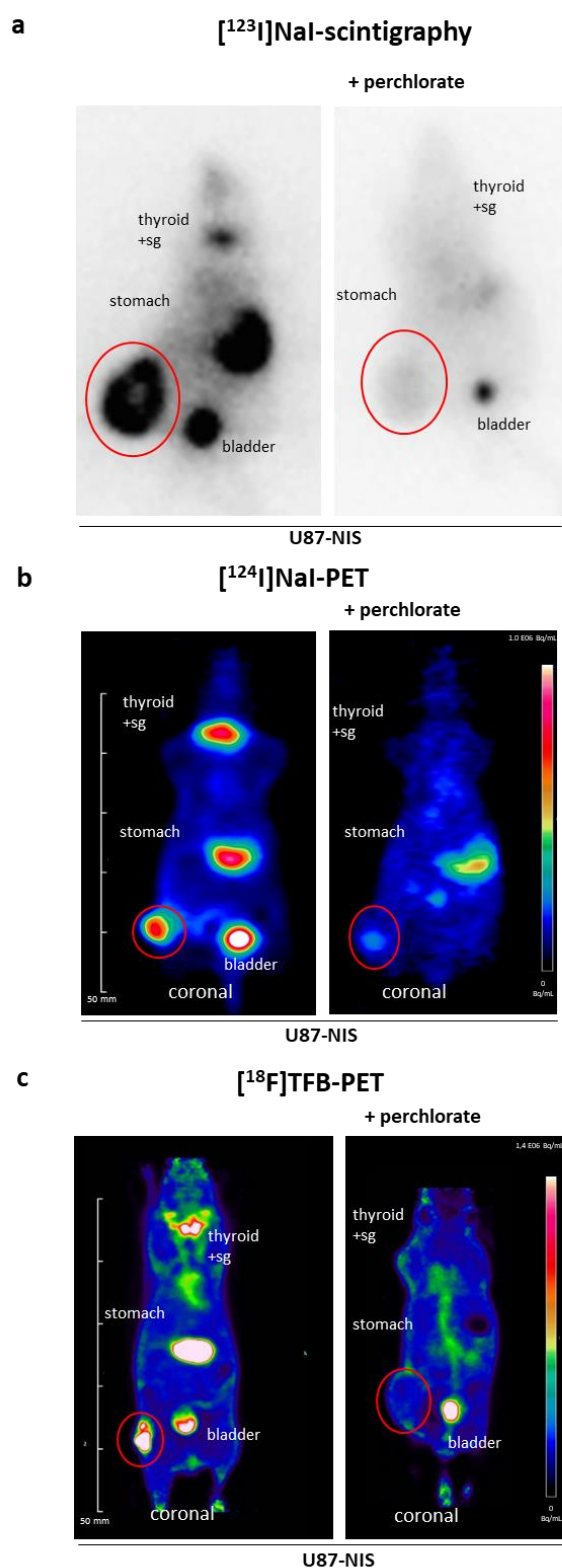 a
[¹²³I]NaI-scintigraphy
+ perchlorate
thyroid
+sg
stomach
bladder
thyroid
+sg
stomach
bladder
U87-NIS
b
[¹²⁴I]NaI-PET
+ perchlorate
thyroid
+sg
stomach
bladder
coronal
50 mm
1.0 E06 Bq/mL
thyroid
+sg
stomach
coronal
0
Bq/mL
U87-NIS
c
[¹⁸F]TFB-PET
+ perchlorate
thyroid
+sg
stomach
bladder
coronal
50 mm
1,4 E06 Bq/mL
thyroid
+sg
stomach
bladder
coronal
0
Bq/mL
U87-NIS